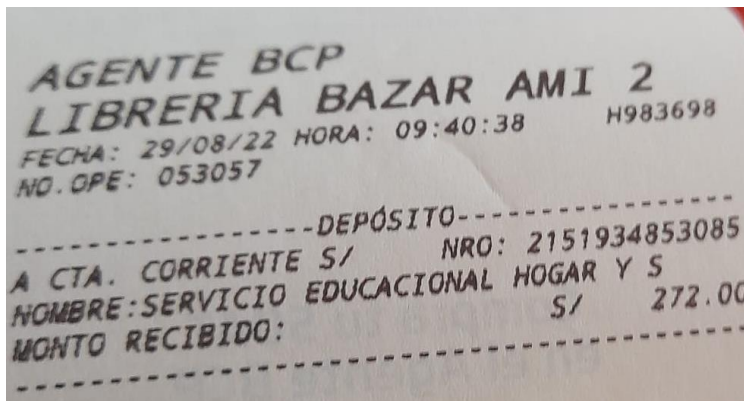 AGENTE BCP
LIBRERIA BAZAR AMI 2
FECHA: 29/08/22 HORA: 09:40:38 H983698
NO.OPE: 053057
-----------------DEPÓSITO-----------------
A CTA. CORRIENTE S/ NRO: 2151934853085
NOMBRE:SERVICIO EDUCACIONAL HOGAR Y S
MONTO RECIBIDO: S/ 272.00
------------------------------------------